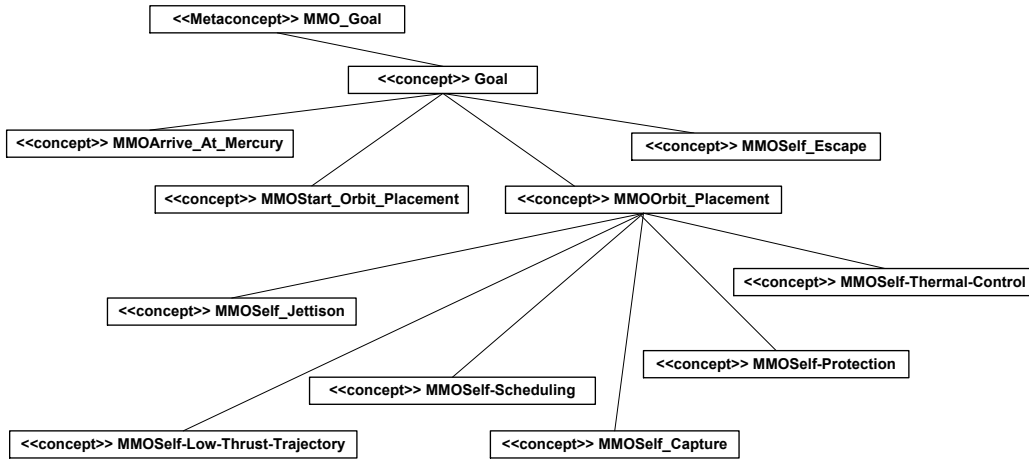 <<Metaconcept>> MMO_Goal
<<concept>> Goal
<<concept>> MMOArrive_At_Mercury
<<concept>> MMOSelf_Escape
<<concept>> MMOStart_Orbit_Placement
<<concept>> MMOOrbit_Placement
<<concept>> MMOSelf-Thermal-Control
<<concept>> MMOSelf_Jettison
<<concept>> MMOSelf-Protection
<<concept>> MMOSelf-Scheduling
<<concept>> MMOSelf-Low-Thrust-Trajectory
<<concept>> MMOSelf_Capture